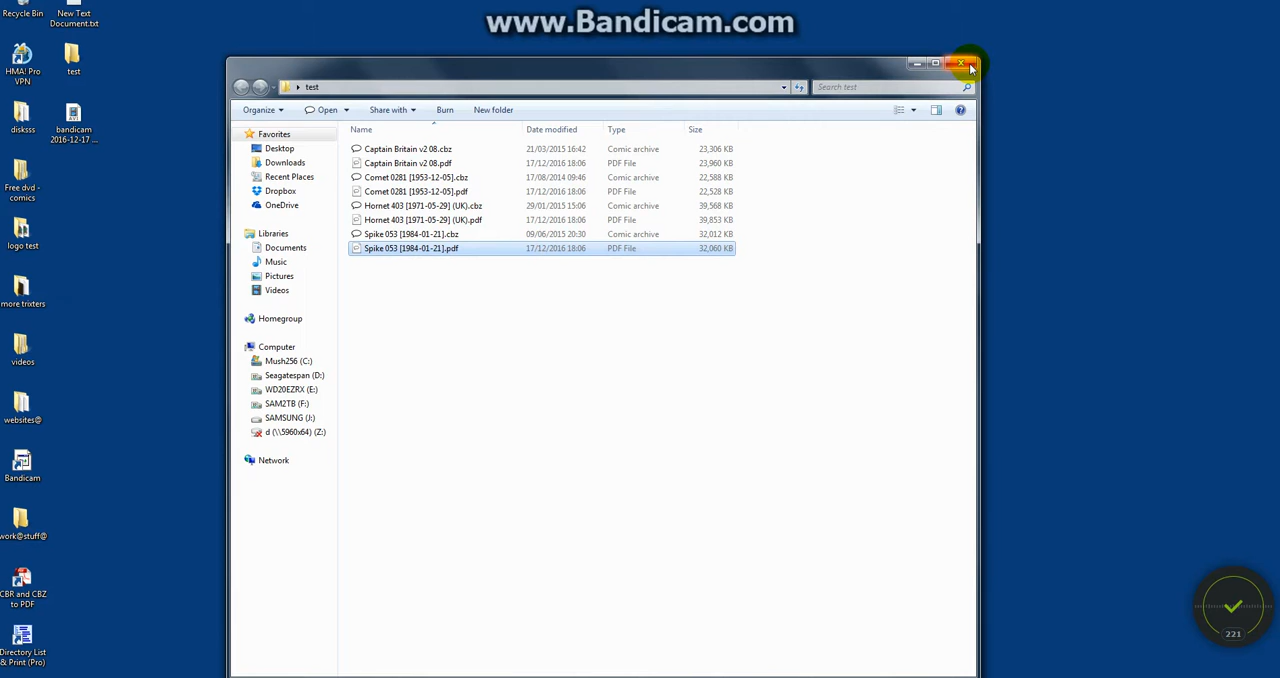 www.Bandicam.com
Recycle Bin
New Text
Document.txt
HMA! Pro
VPN
test
disksss
bandicam
2016-12-17 ...
Free dvd -
comics
logo test
more trixters
videos
websites@
Bandicam
work@stuff@
CBR and CBZ
to PDF
Directory List
& Print (Pro)
test
Search test
Organize Open Share with Burn New folder
Favorites
Desktop
Downloads
Recent Places
Dropbox
OneDrive
Libraries
Documents
Music
Pictures
Videos
Homegroup
Computer
Mush256 (C:)
Seagatespan (D:)
WD20EZRX (E:)
SAM2TB (F:)
SAMSUNG (J:)
d (\\5960x64) (Z:)
Network
Name Date modified Type Size
Captain Britain v2 08.cbz 21/03/2015 16:42 Comic archive 23,306 KB
Captain Britain v2 08.pdf 17/12/2016 18:06 PDF File 23,960 KB
Comet 0281 [1953-12-05].cbz 17/08/2014 09:46 Comic archive 22,588 KB
Comet 0281 [1953-12-05].pdf 17/12/2016 18:06 PDF File 22,528 KB
Hornet 403 [1971-05-29] (UK).cbz 29/01/2015 15:06 Comic archive 39,568 KB
Hornet 403 [1971-05-29] (UK).pdf 17/12/2016 18:06 PDF File 39,853 KB
Spike 053 [1984-01-21].cbz 09/06/2015 20:30 Comic archive 32,012 KB
Spike 053 [1984-01-21].pdf 17/12/2016 18:06 PDF File 32,060 KB
221